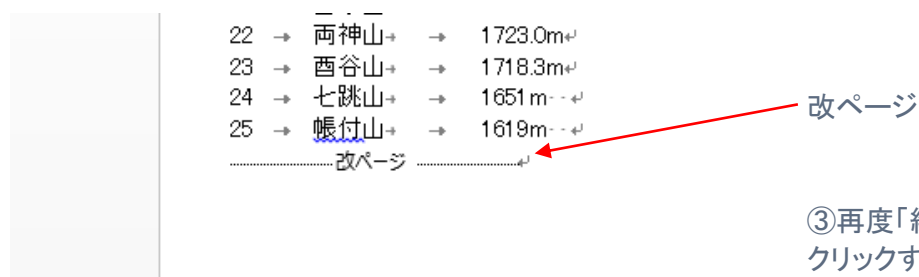 22 → 両神山→ → 1723.0m↵
23 → 酉谷山→ → 1718.3m↵
24 → 七跳山→ → 1651m--↵
25 → 帳付山→ → 1619m--↵
改ページ↵
改ページ
③再度「
クリックす